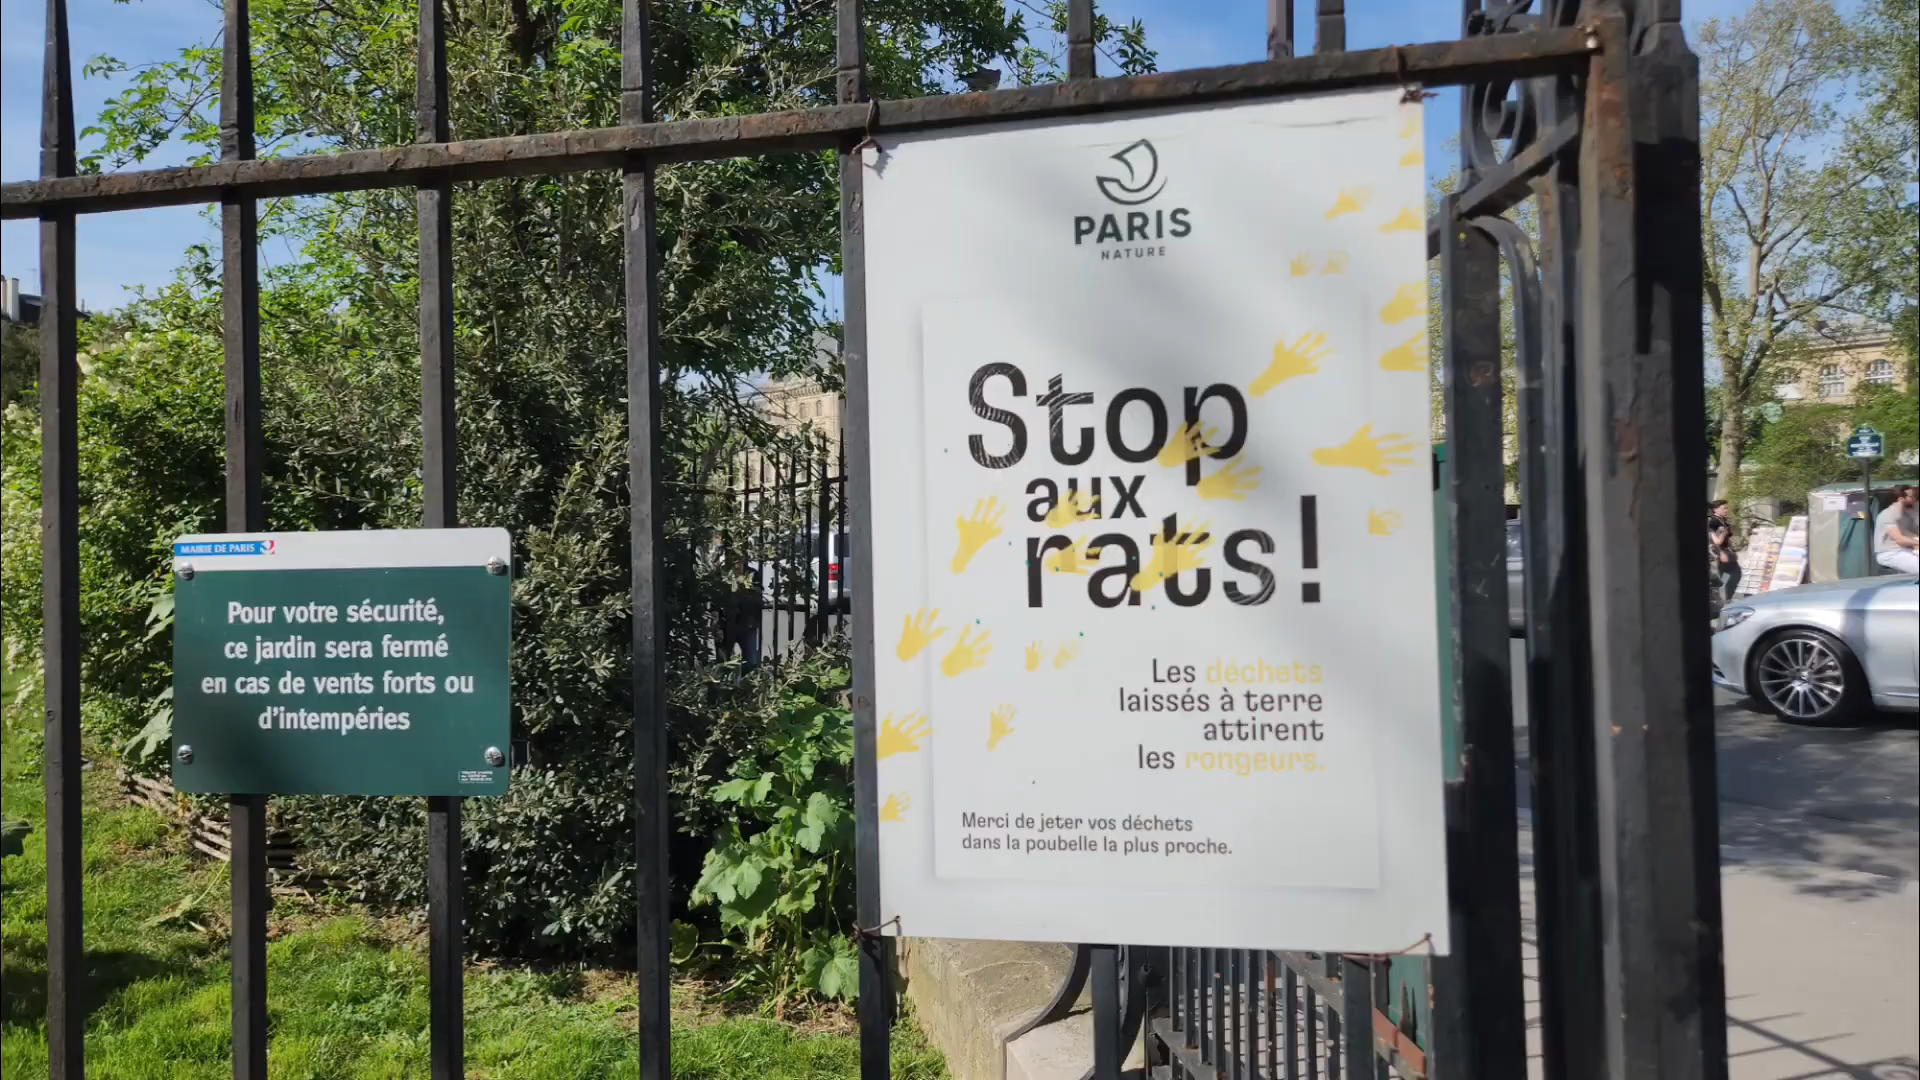 MAIRIE DE PARIS
Pour votre sécurité,
ce jardin sera fermé
en cas de vents forts ou
d'intempéries
PARIS
NATURE
Stop
aux
rats!
Les déchets
laissés à terre
attirent
les rongeurs.
Merci de jeter vos déchets
dans la poubelle la plus proche.